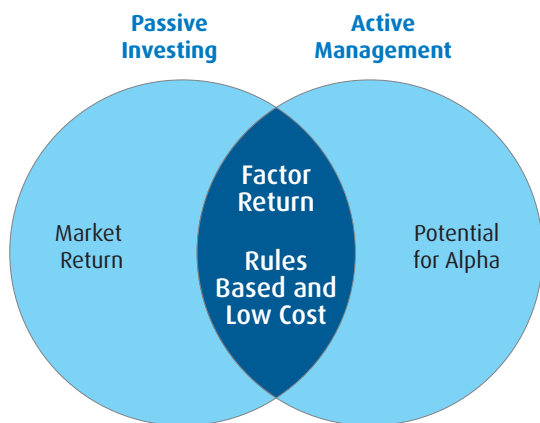 Passive
Investing
Active
Management
Market
Return
Factor
Return
Rules
Based and
Low Cost
Potential
for Alpha